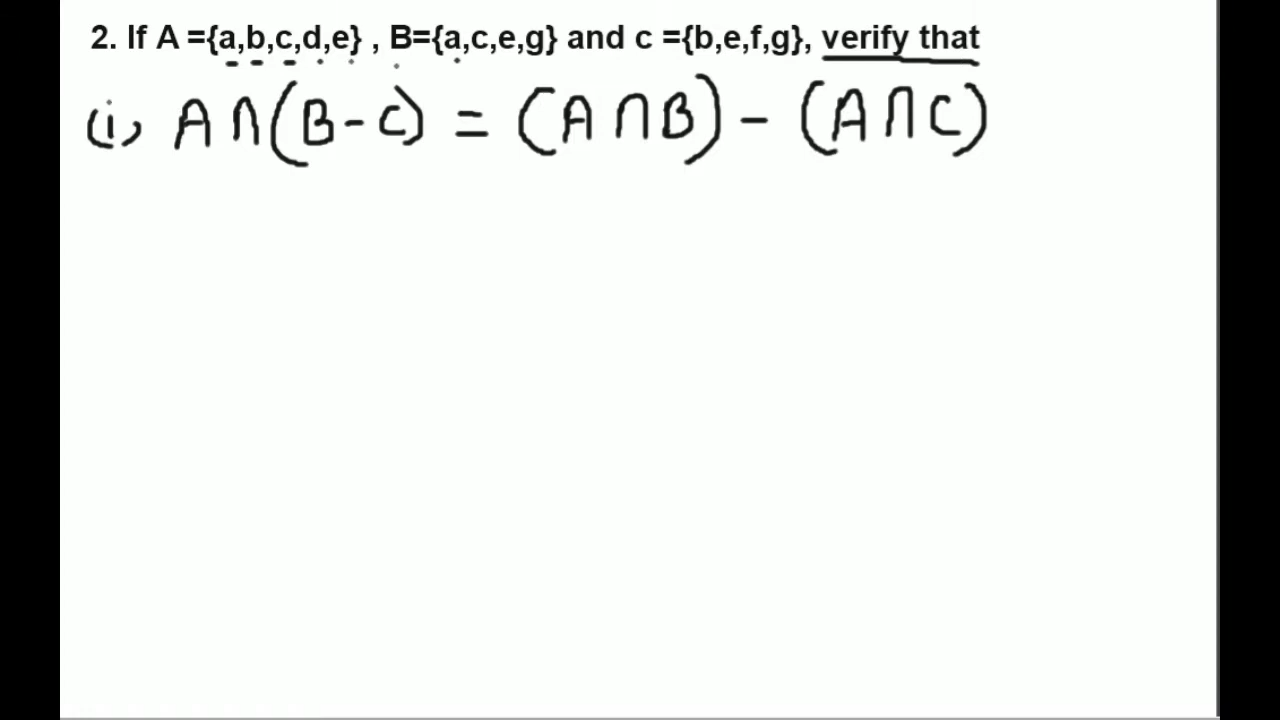 2. If A ={a,b,c,d,e} , B={a,c,e,g} and c ={b,e,f,g}, verify that
(i) A∩(B-C) = (A∩B) - (A∩C)